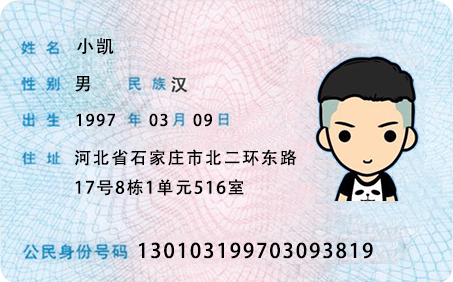 姓名 小凯
性别 男 民族 汉
出生 1997 年 03 月 09 日
住址 河北省石家庄市北二环东路
17号8栋1单元516室
公民身份号码 130103199703093819